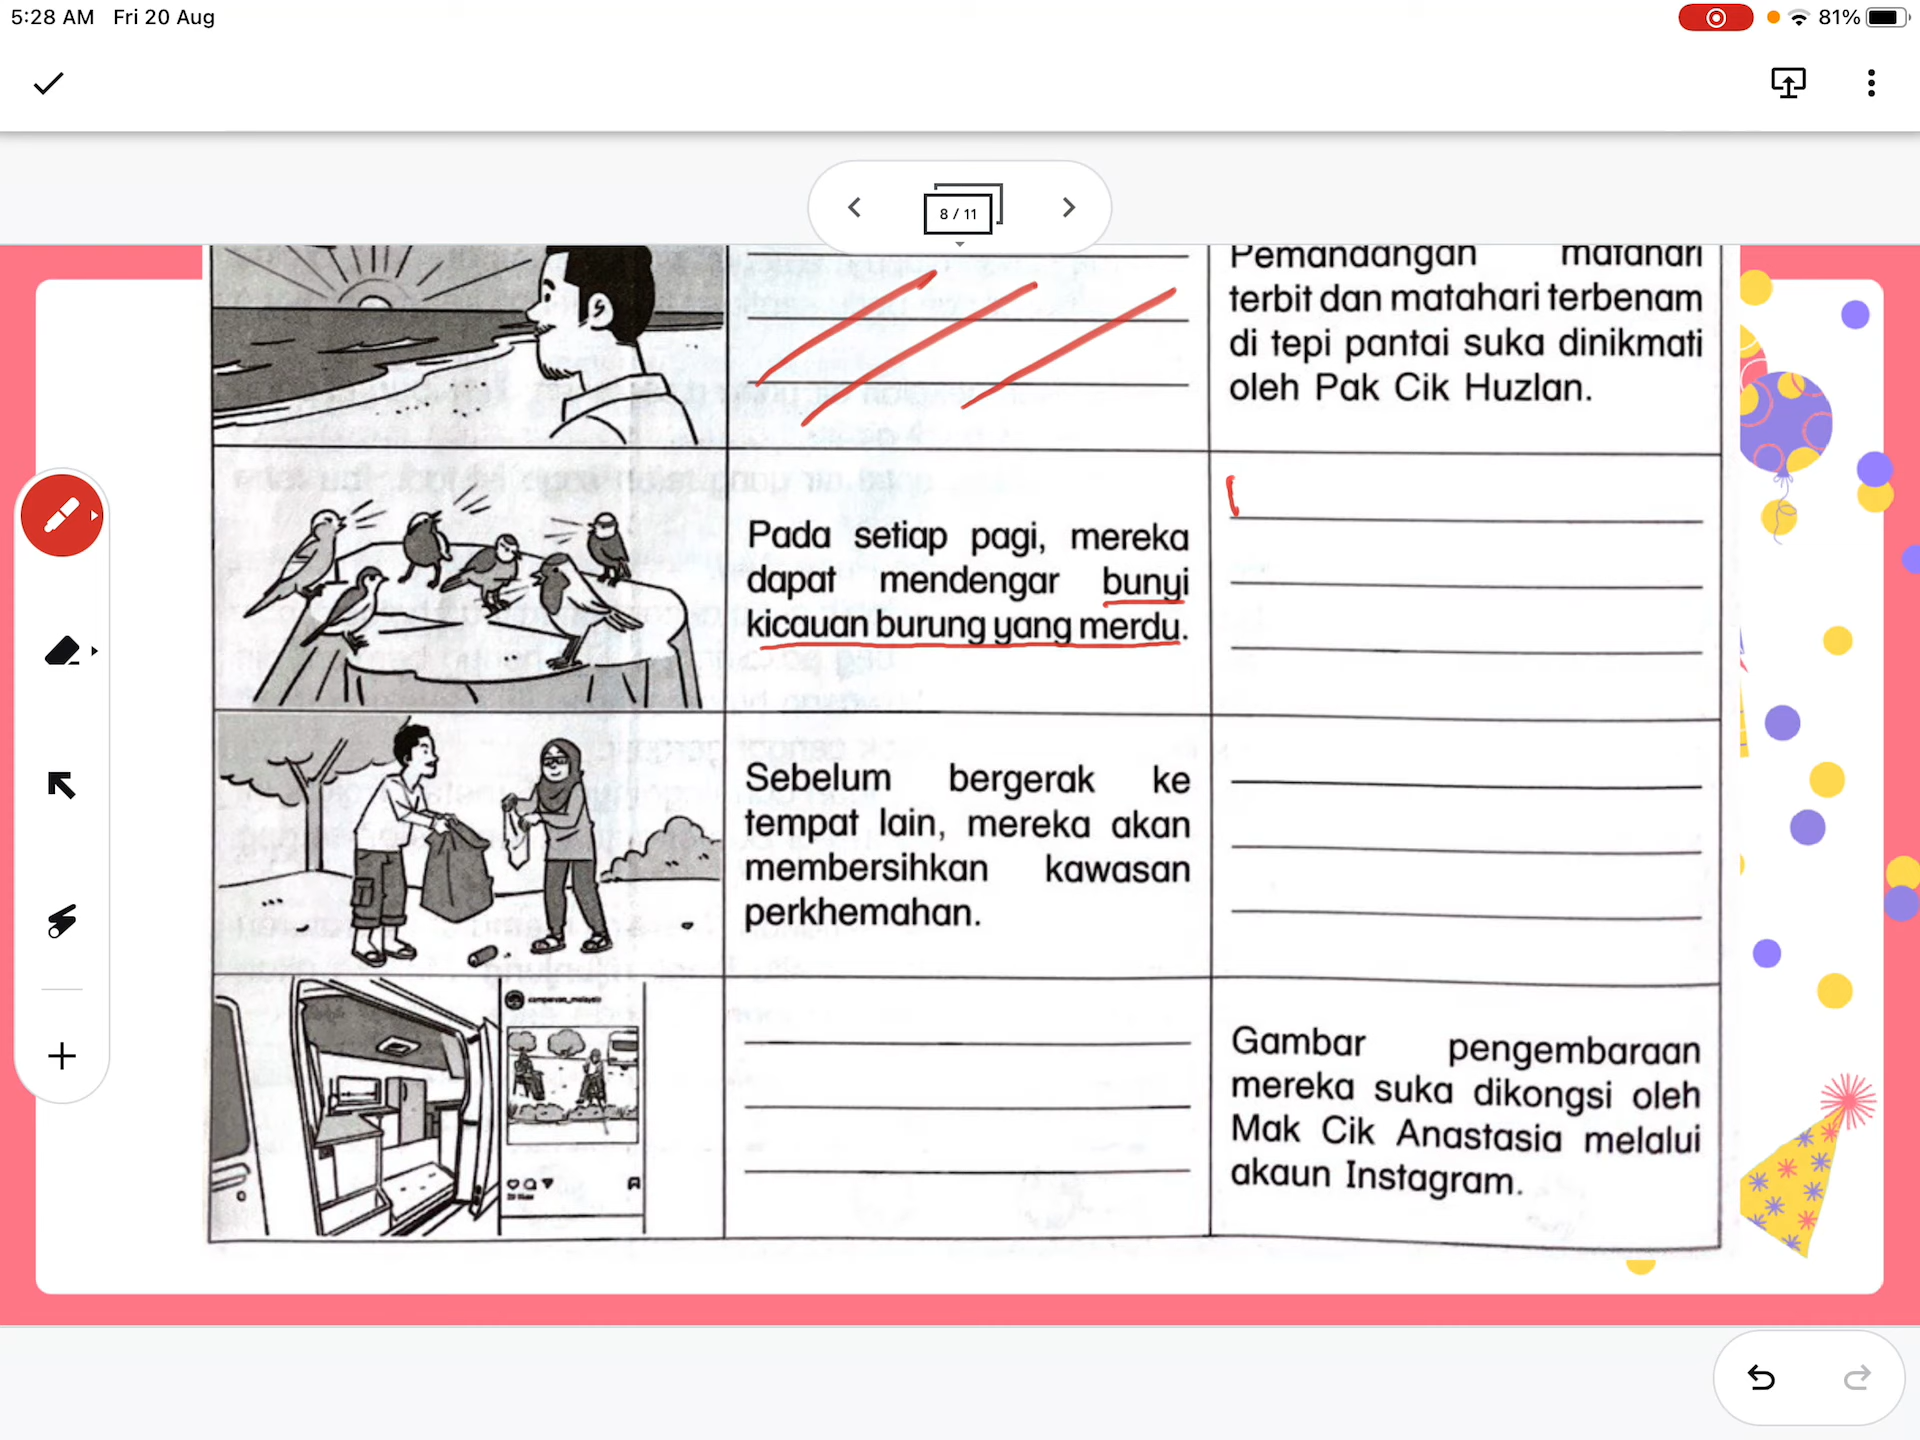 5:28 AM Fri 20 Aug
81%
8 / 11
Pemandangan matahari
terbit dan matahari terbenam
di tepi pantai suka dinikmati
oleh Pak Cik Huzlan.
Pada setiap pagi, mereka
dapat mendengar bunyi
kicauan burung yang merdu.
Sebelum bergerak ke
tempat lain, mereka akan
membersihkan kawasan
perkhemahan.
Gambar pengembaraan
mereka suka dikongsi oleh
Mak Cik Anastasia melalui
akaun Instagram.